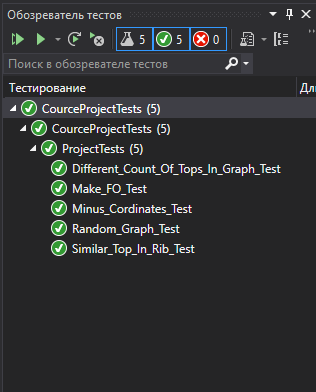 Обозреватель тестов
5 5 0
Поиск в обозревателе тестов
Тестирование Дл
CourceProjectTests (5)
CourceProjectTests (5)
ProjectTests (5)
Different_Count_Of_Tops_In_Graph_Test
Make_FO_Test
Minus_Cordinates_Test
Random_Graph_Test
Similar_Top_In_Rib_Test